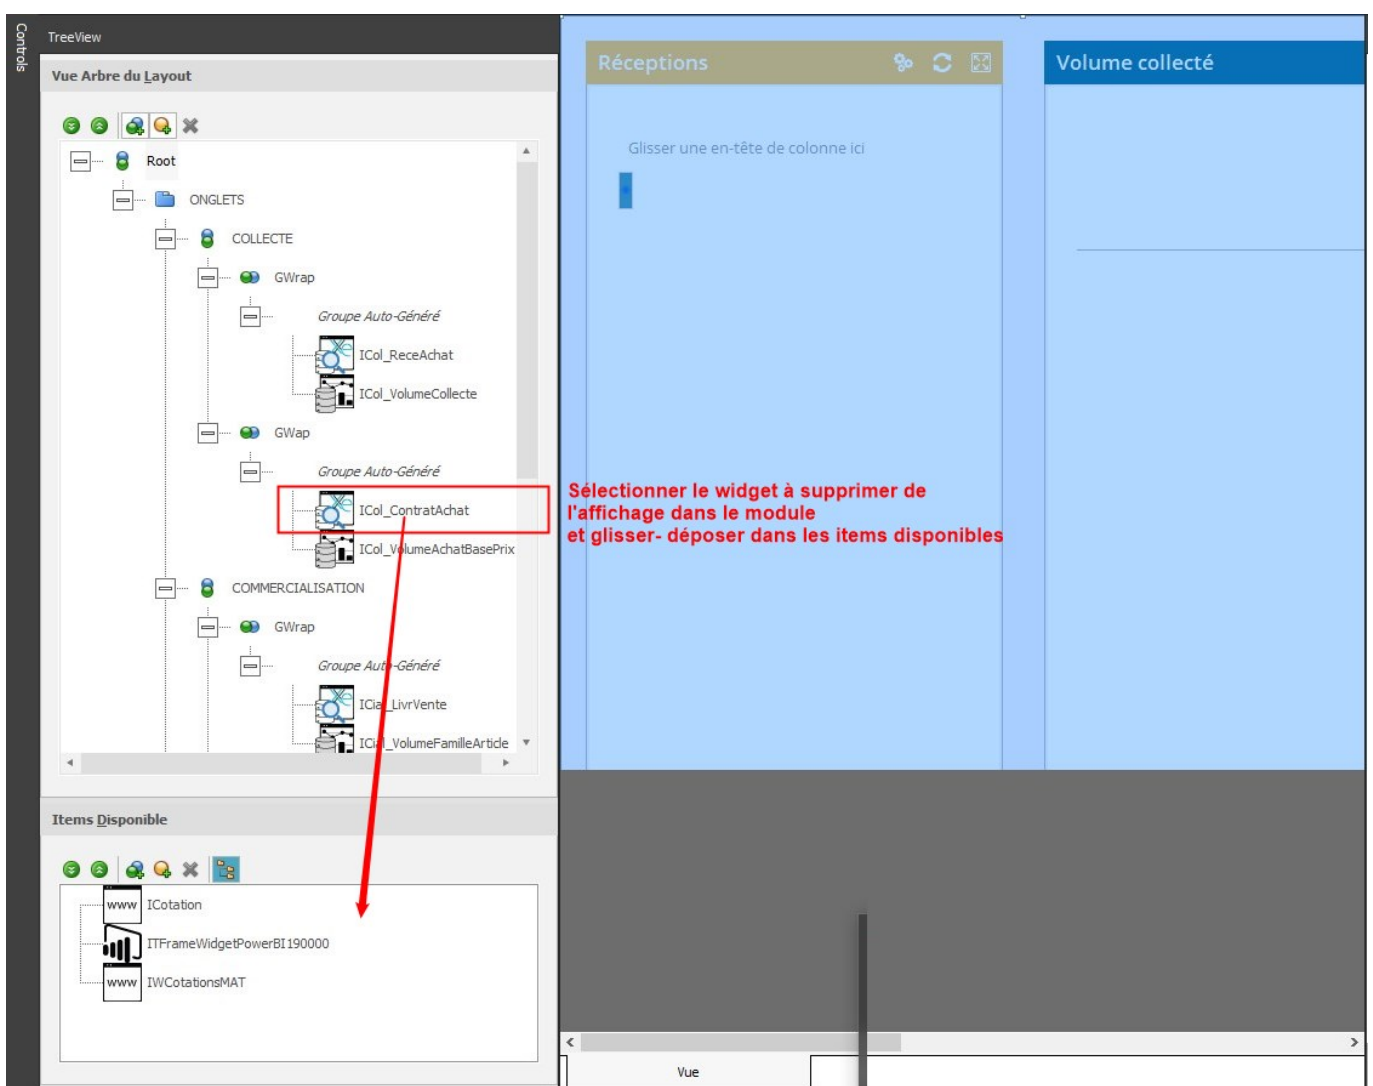 Controls
TreeView
Vue Arbre du Layout
Root
ONGLETS
COLLECTE
GWrap
Groupe Auto-Généré
ICol_ReceAchat
ICol_VolumeCollecte
GWap
Groupe Auto-Généré
ICol_ContratAchat
ICol_VolumeAchatBasePrix
COMMERCIALISATION
GWrap
Groupe Auto-Généré
ICial_LivrVente
ICial_VolumeFamilleArticle
Items Disponible
www ICotation
ITFrameWidgetPowerBI190000
www IWCotationsMAT
Réceptions
Volume collecté
Glisser une en-tête de colonne ici
Sélectionner le widget à supprimer de
l'affichage dans le module
et glisser- déposer dans les items disponibles
Vue